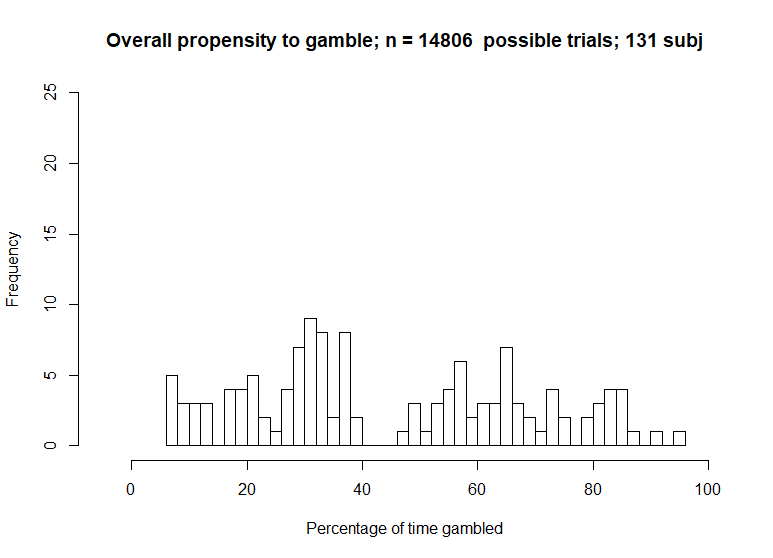 Overall propensity to gamble; n = 14806  possible trials; 131 subj
25
20
15
10
5
0
Frequency
0 20 40 60 80 100
Percentage of time gambled